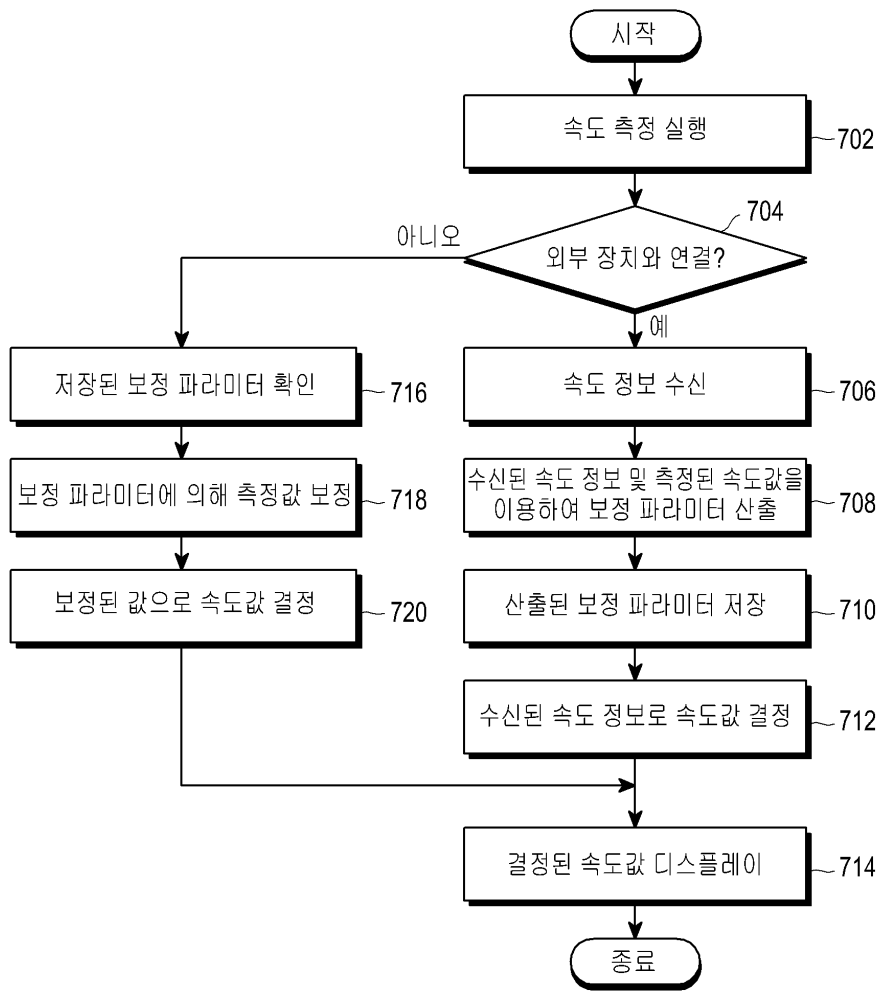 시작
속도 측정 실행
702
704
외부 장치와 연결?
아니오
예
저장된 보정 파라미터 확인
716
속도 정보 수신
706
보정 파라미터에 의해 측정값 보정
718
수신된 속도 정보 및 측정된 속도값을
이용하여 보정 파라미터 산출
708
보정된 값으로 속도값 결정
720
산출된 보정 파라미터 저장
710
수신된 속도 정보로 속도값 결정
712
결정된 속도값 디스플레이
714
종료